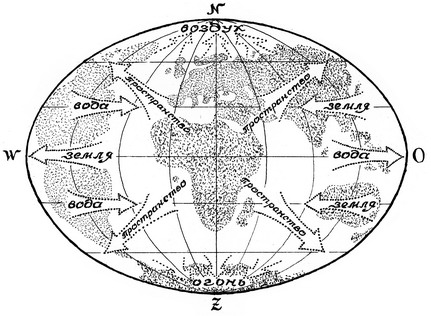 N
ВОЗДУХ
пространство
пространство
вода
земля
W
земля
вода
O
вода
земля
пространство
пространство
ОГОНЬ
Z